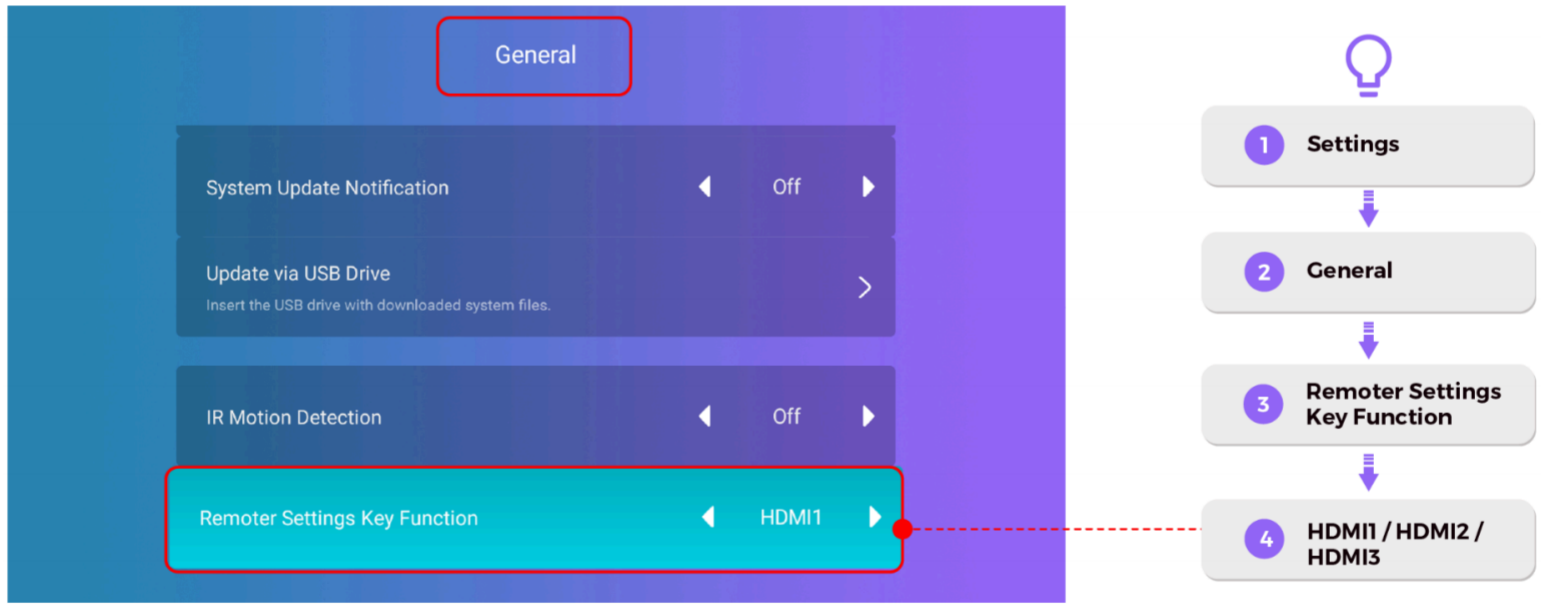 General
System Update Notification
Off
Update via USB Drive
Insert the USB drive with downloaded system files.
IR Motion Detection
Off
Remoter Settings Key Function
HDMI1
1 Settings
2 General
3 Remoter Settings
Key Function
4 HDMI1 / HDMI2 /
HDMI3